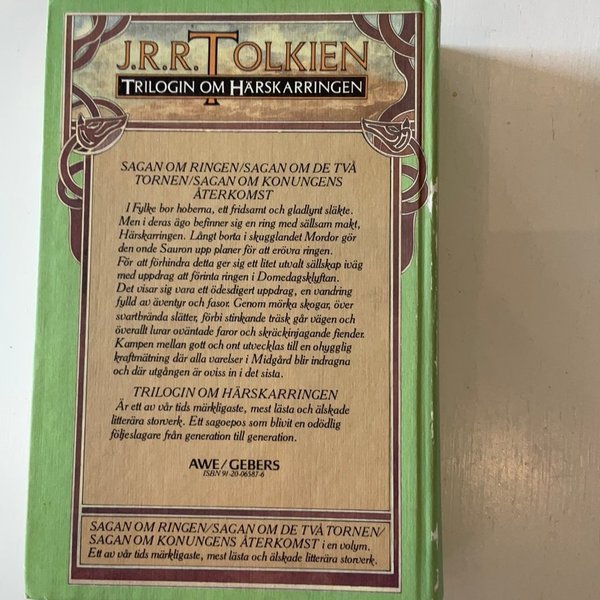 J.R.R. TOLKIEN
TRILOGIN OM HÄRSKARRINGEN
SAGAN OM RINGEN/SAGAN OM DE TVÅ
TORNEN/SAGAN OM KONUNGENS
ÅTERKOMST
I Fylke bor hoberna, ett fridsamt och gladlynt släkte.
Men i deras ägo befinner sig en ring med sällsam makt,
Härskarringen. Långt borta i skugglandet Mordor gör
den onde Sauron upp planer för att erövra ringen.
För att förhindra detta ger sig ett litet utvalt sällskap iväg
med uppdrag att förinta ringen i Domedagsklyftan.
Det visar sig vara ett ödesdigert uppdrag, en vandring
fylld av äventyr och fasor. Genom mörka skogar, över
svartbrända slätter, förbi stinkande träsk går vägen och
överallt lurar oväntade faror och skräckinjagande fiender.
Kampen mellan gott och ont utvecklas till en ohygglig
kraftmätning där alla varelser i Midgård blir indragna
och där utgången är oviss in i det sista.
TRILOGIN OM HÄRSKARRINGEN
Är ett av vår tids märkligaste, mest lästa och älskade
litterära storverk. Ett sagoepos som blivit en odödlig
följeslagare från generation till generation.
AWE/GEBERS
ISBN 91-20-06587-6
SAGAN OM RINGEN/SAGAN OM DE TVÅ TORNEN/
SAGAN OM KONUNGENS ÅTERKOMST i en volym.
Ett av vår tids märkligaste, mest lästa och älskade litterära storverk.